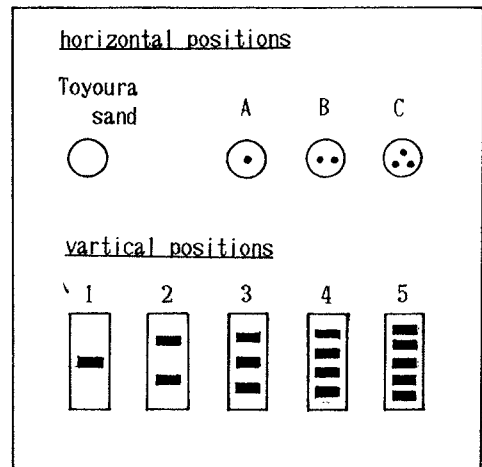 horizontal positions
Toyoura
sand
A B C
vartical positions
1 2 3 4 5